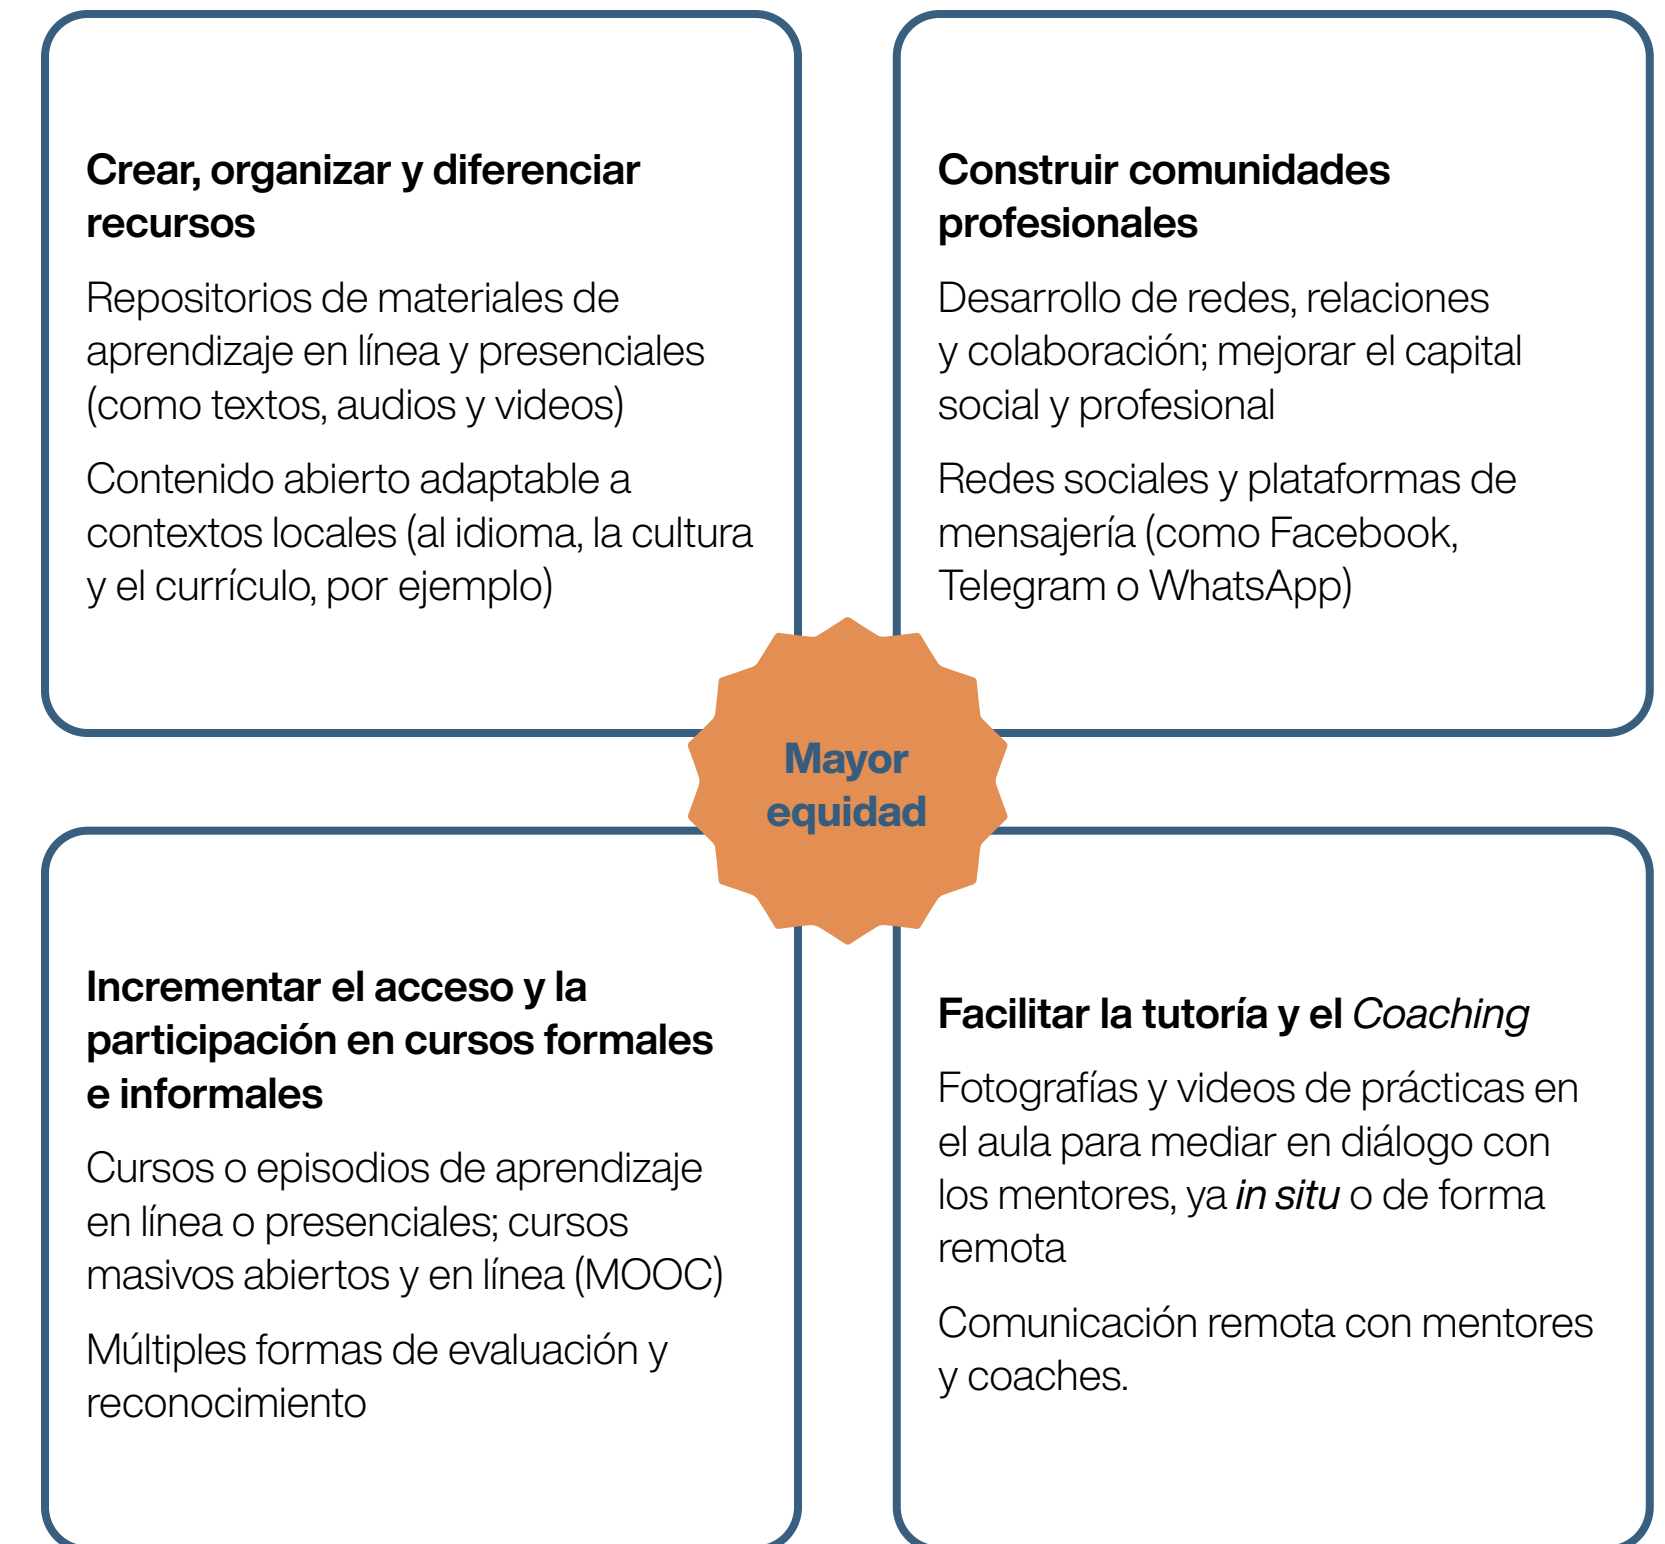 Crear, organizar y diferenciar
recursos
Repositorios de materiales de
aprendizaje en línea y presenciales
(como textos, audios y videos)
Contenido abierto adaptable a
contextos locales (al idioma, la cultura
y el currículo, por ejemplo)
Construir comunidades
profesionales
Desarrollo de redes, relaciones
y colaboración; mejorar el capital
social y profesional
Redes sociales y plataformas de
mensajería (como Facebook,
Telegram o WhatsApp)
Mayor
equidad
Incrementar el acceso y la
participación en cursos formales
e informales
Cursos o episodios de aprendizaje
en línea o presenciales; cursos
masivos abiertos y en línea (MOOC)
Múltiples formas de evaluación y
reconocimiento
Facilitar la tutoría y el Coaching
Fotografías y videos de prácticas en
el aula para mediar en diálogo con
los mentores, ya in situ o de forma
remota
Comunicación remota con mentores
y coaches.